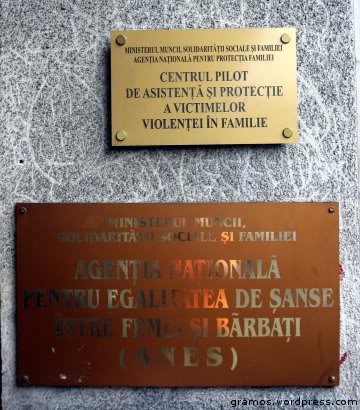 MINISTERUL MUNCII, SOLIDARITĂȚII SOCIALE ȘI FAMILIEI
AGENȚIA NAȚIONALĂ PENTRU PROTECȚIA FAMILIEI
CENTRUL PILOT
DE ASISTENȚĂ ȘI PROTECȚIE
A VICTIMELOR
VIOLENȚEI ÎN FAMILIE
MINISTERUL MUNCII,
SOLIDARITĂȚII SOCIALE ȘI FAMILIEI
AGENȚIA NAȚIONALĂ
PENTRU EGALITATEA DE ȘANSE
ÎNTRE FEMEI ȘI BĂRBAȚI
(ANES)
gramos.wordpress.com